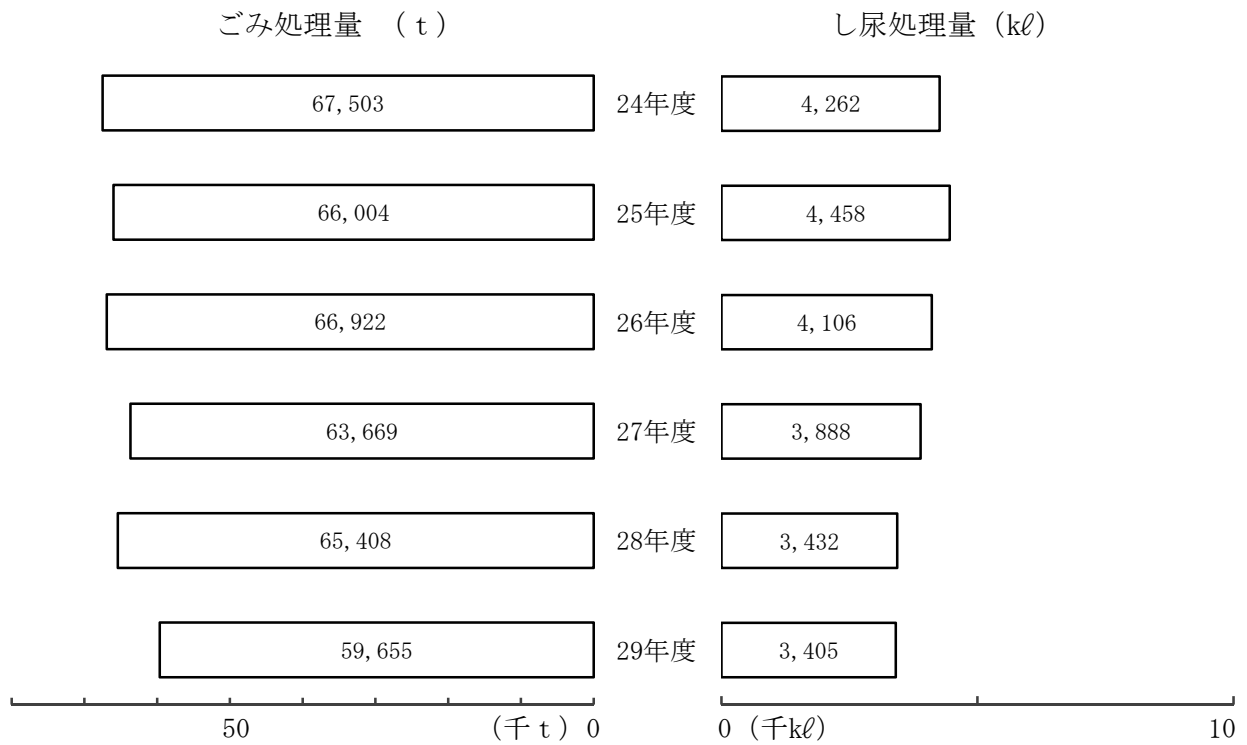 ごみ処理量 (t) し尿処理量 (kℓ)
67,503 24年度 4,262
66,004 25年度 4,458
66,922 26年度 4,106
63,669 27年度 3,888
65,408 28年度 3,432
59,655 29年度 3,405
50 (千t) 0 0 (千kℓ) 10